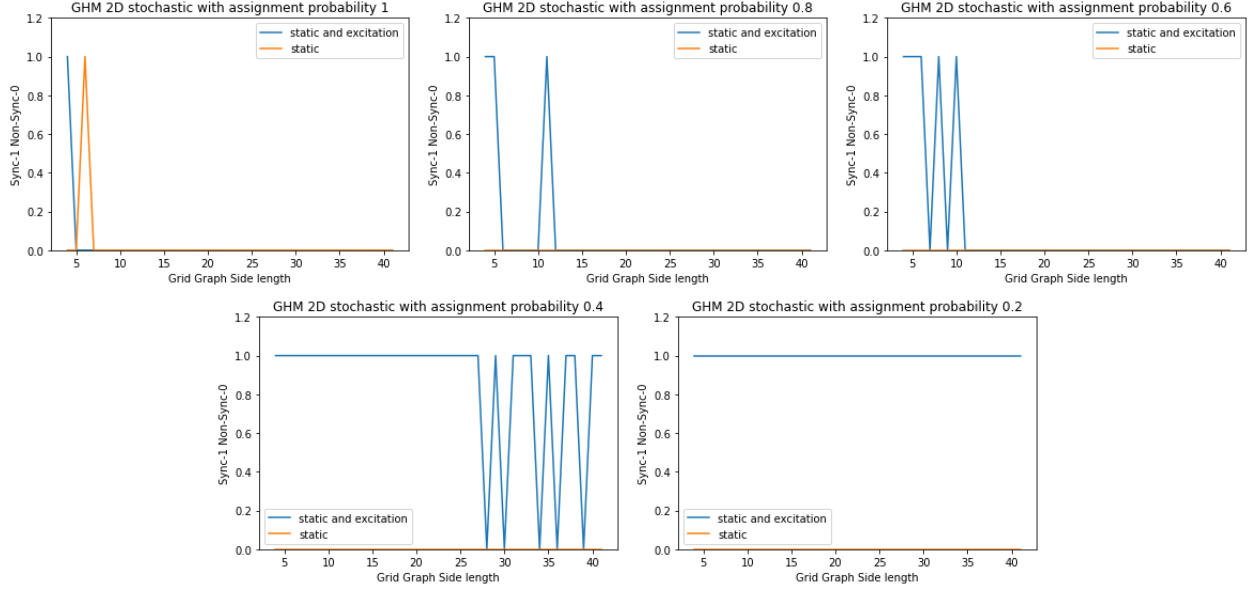 GHM 2D stochastic with assignment probability 1
1.2
1.0
0.8
0.6
0.4
0.2
0.0
Sync-1 Non-Sync-0
static and excitation
static
5 10 15 20 25 30 35 40
Grid Graph Side length
GHM 2D stochastic with assignment probability 0.8
1.2
1.0
0.8
0.6
0.4
0.2
0.0
Sync-1 Non-Sync-0
static and excitation
static
5 10 15 20 25 30 35 40
Grid Graph Side length
GHM 2D stochastic with assignment probability 0.6
1.2
1.0
0.8
0.6
0.4
0.2
0.0
Sync-1 Non-Sync-0
static and excitation
static
5 10 15 20 25 30 35 40
Grid Graph Side length
GHM 2D stochastic with assignment probability 0.4
1.2
1.0
0.8
0.6
0.4
0.2
0.0
Sync-1 Non-Sync-0
static and excitation
static
5 10 15 20 25 30 35 40
Grid Graph Side length
GHM 2D stochastic with assignment probability 0.2
1.2
1.0
0.8
0.6
0.4
0.2
0.0
Sync-1 Non-Sync-0
static and excitation
static
5 10 15 20 25 30 35 40
Grid Graph Side length